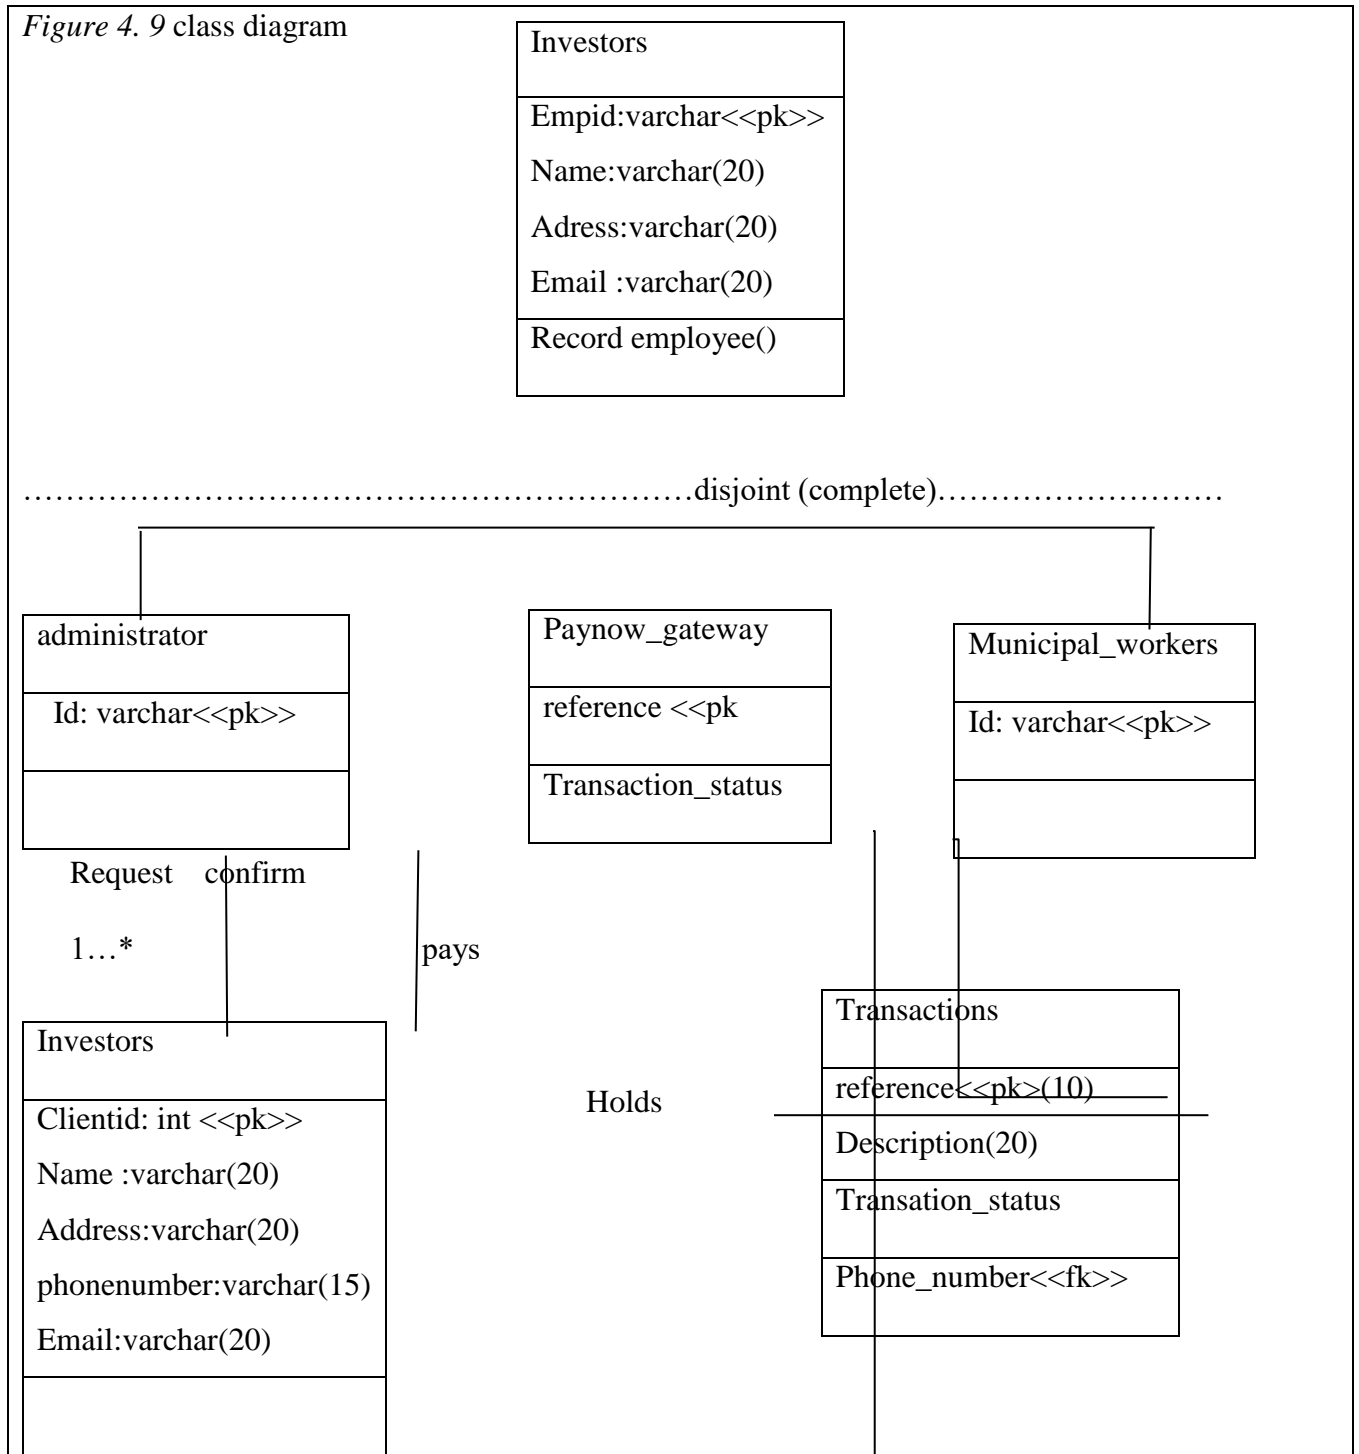 Figure 4. 9 class diagram
Investors
Empid:varchar<<pk>>
Name:varchar(20)
Adress:varchar(20)
Email :varchar(20)
Record employee()
……………………………………………………….disjoint (complete)………………………
administrator
Id: varchar<<pk>>
Paynow_gateway
reference <<pk
Transaction_status
Municipal_workers
Id: varchar<<pk>>
Request confirm
1…*
pays
Investors
Clientid: int <<pk>>
Name :varchar(20)
Address:varchar(20)
phonenumber:varchar(15)
Email:varchar(20)
Holds
Transactions
reference<<pk>(10)
Description(20)
Transation_status
Phone_number<<fk>>